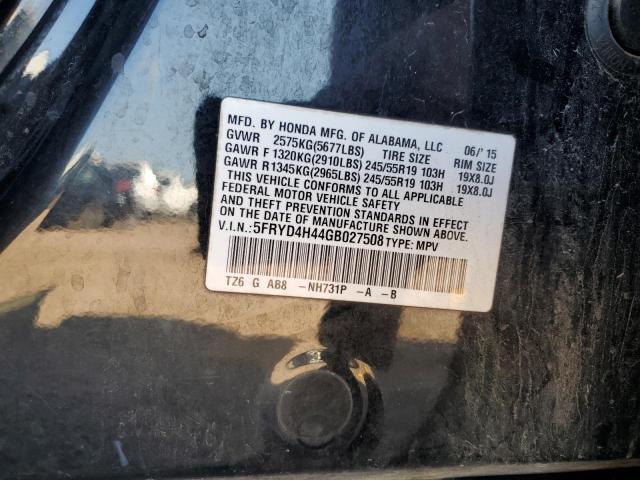 MFD. BY HONDA MFG. OF ALABAMA, LLC 06/'15
GVWR 2575KG(5677LBS) TIRE SIZE RIM SIZE
GAWR F 1320KG(2910LBS) 245/55R19 103H 19X8.0J
GAWR R1345KG(2965LBS) 245/55R19 103H 19X8.0J
THIS VEHICLE CONFORMS TO ALL APPLICABLE
FEDERAL MOTOR VEHICLE SAFETY
AND THEFT PREVENTION STANDARDS IN EFFECT
ON THE DATE OF MANUFACTURE SHOWN ABOVE.
V.I.N.:5FRYD4H44GB027508 TYPE: MPV
TZ6 G AB8 -NH731P -A -B